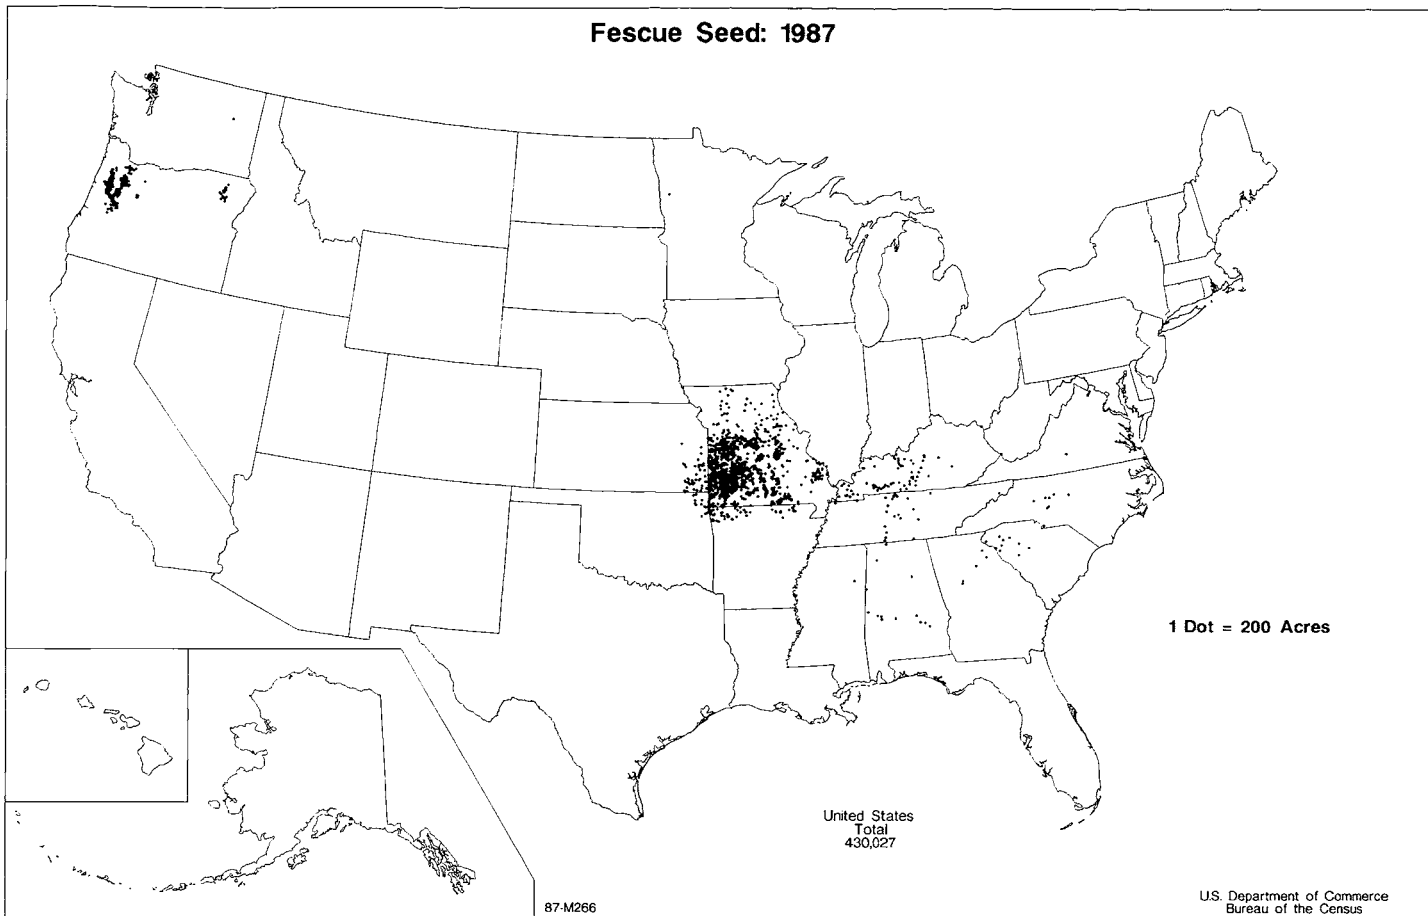 Fescue Seed: 1987
1 Dot = 200 Acres
United States
Total
430,027
87-M266
U.S. Department of Commerce
Bureau of the Census